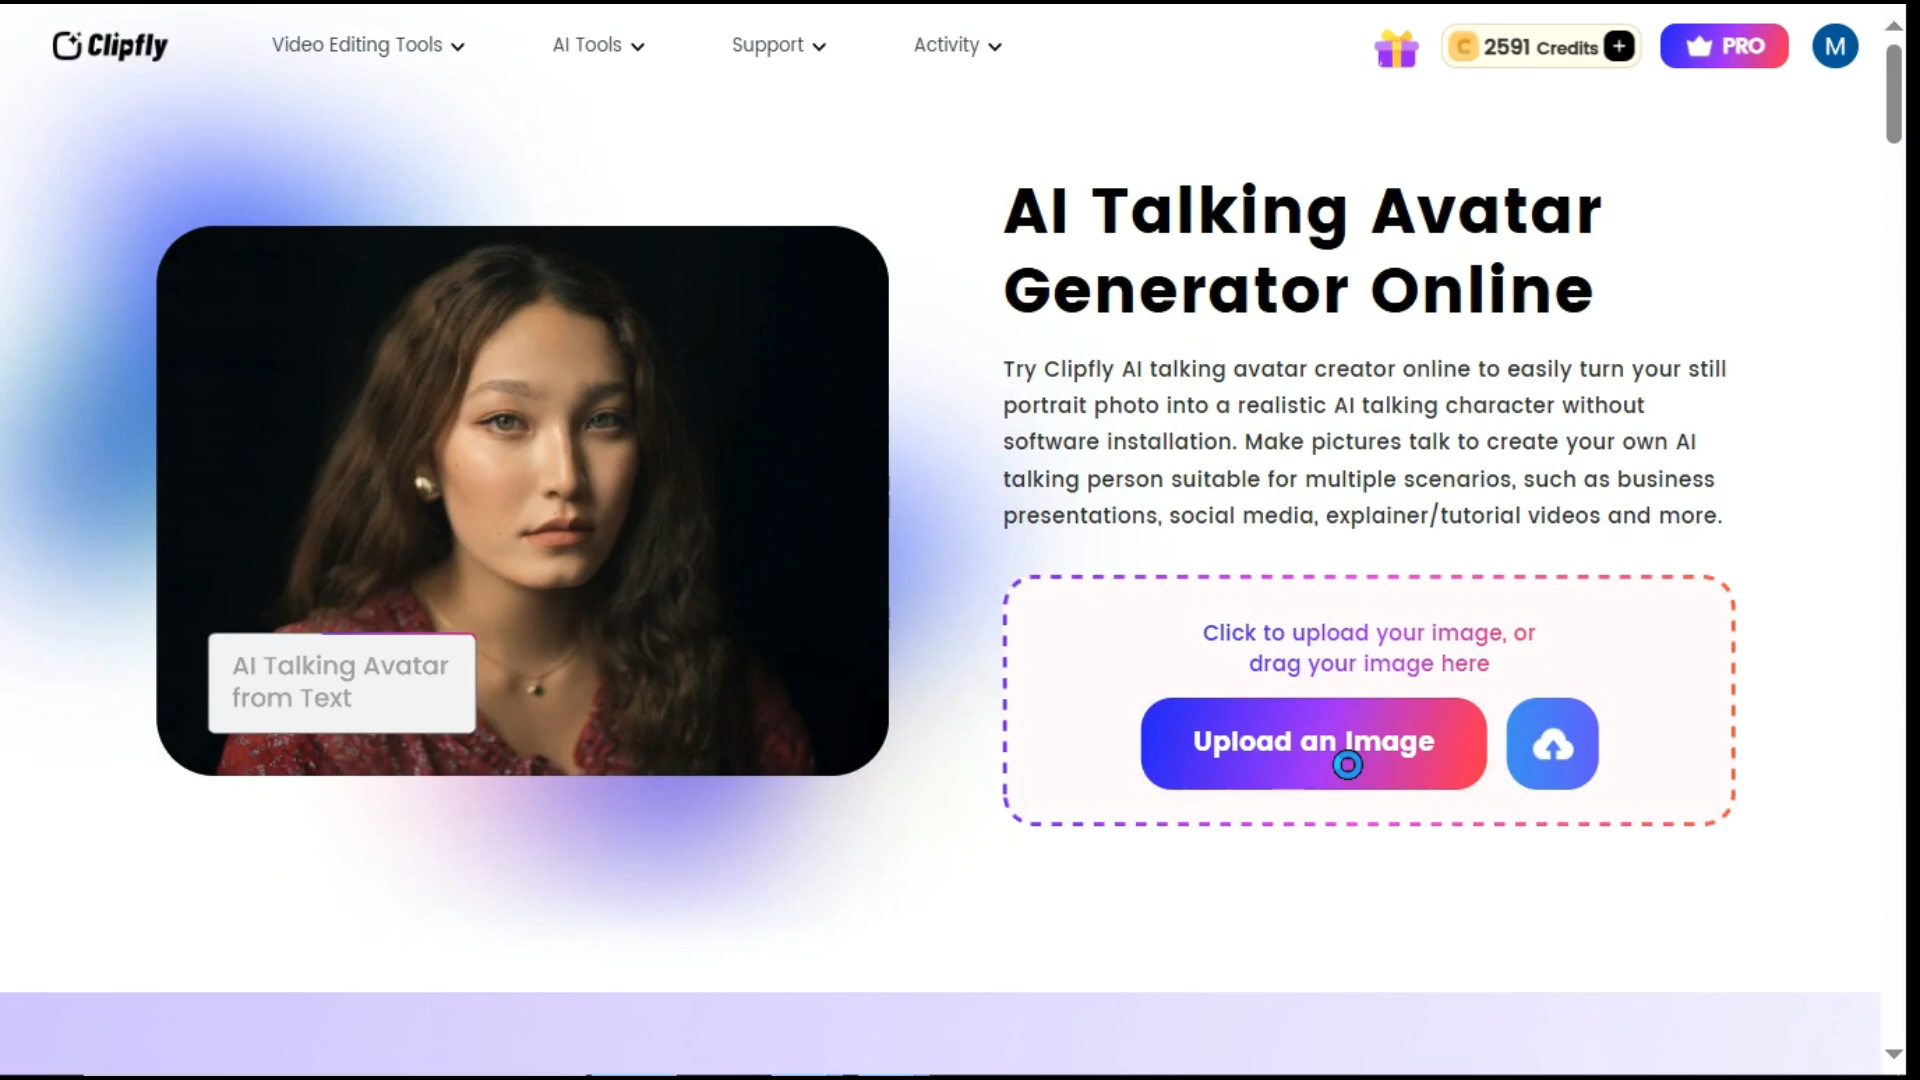 Clipfly
Video Editing Tools
AI Tools
Support
Activity
C 2591 Credits +
PRO
M
AI Talking Avatar
Generator Online
Try Clipfly AI talking avatar creator online to easily turn your still
portrait photo into a realistic AI talking character without
software installation. Make pictures talk to create your own AI
talking person suitable for multiple scenarios, such as business
presentations, social media, explainer/tutorial videos and more.
AI Talking Avatar
from Text
Click to upload your image, or
drag your image here
Upload an Image